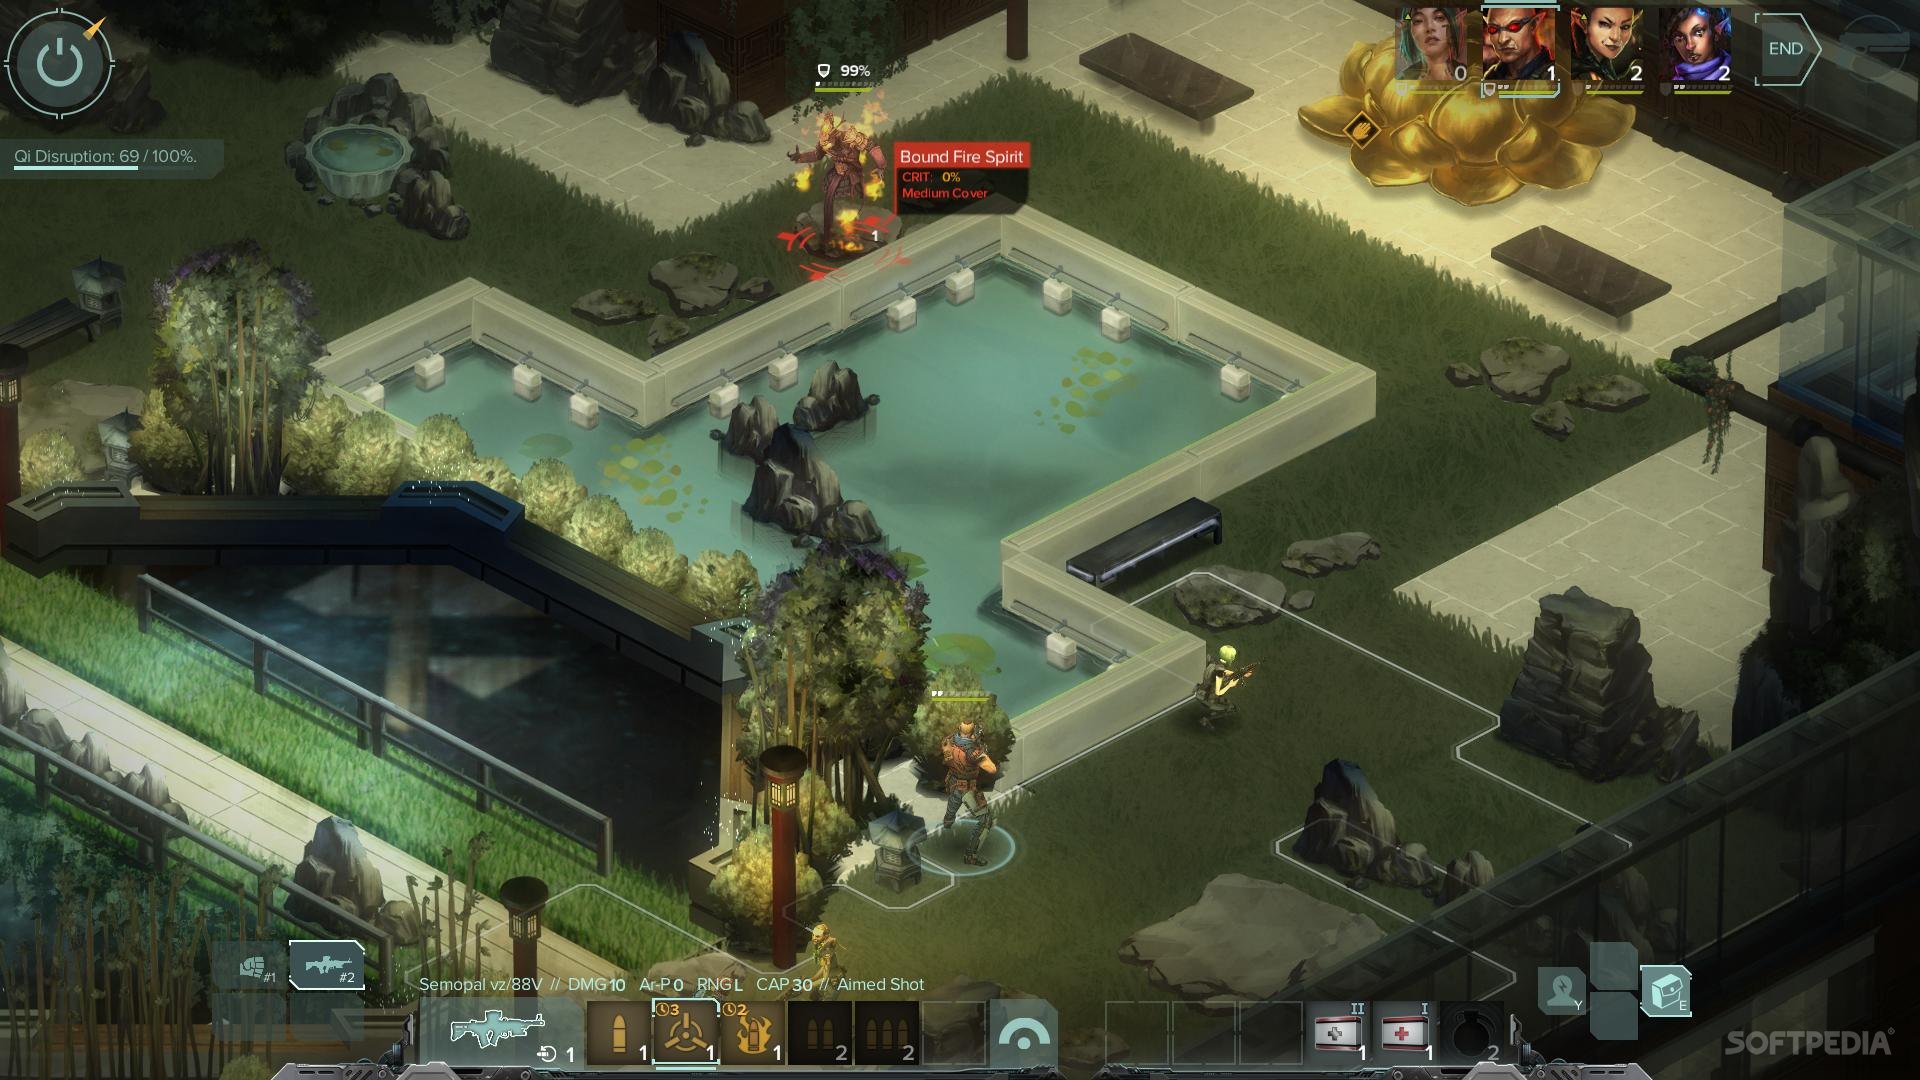 99%
0
1
2
2
END
Qi Disruption: 69 / 100%.
Bound Fire Spirit
CRIT: 0%
Medium Cover
1
#1
#2
Semopal vz/88V // DMG 10 Ar-P 0 RNG L CAP 30 // Aimed Shot
1
1
3
1
2
1
2
2
II
1
I
1
2
Y
E
SOFTPEDIA®